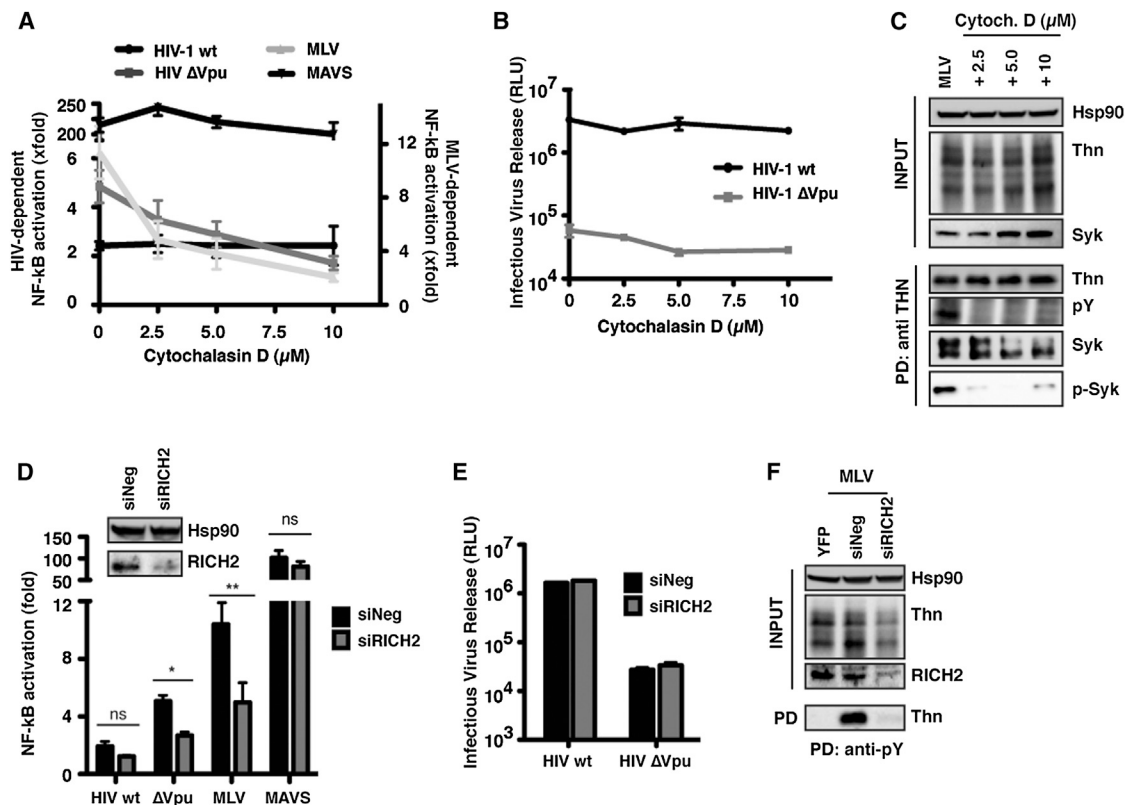 A
HIV-1 wt
MLV
HIV ΔVpu
MAVS
HIV-dependent
NF-kB activation (xfold)
250
200
6
4
2
0
12
8
4
0
MLV-dependent
NF-kB activation (xfold)
0 2.5 5.0 7.5 10
Cytochalasin D (µM)
B
Infectious Virus Release (RLU)
10^7
10^6
10^5
10^4
HIV-1 wt
HIV-1 ΔVpu
0 2.5 5.0 7.5 10
Cytochalasin D (µM)
C
Cytoch. D (µM)
MLV
+ 2.5
+ 5.0
+ 10
INPUT
Hsp90
Thn
Syk
PD: anti THN
Thn
pY
Syk
p-Syk
D
siNeg
siRICH2
Hsp90
RICH2
NF-kB activation (fold)
150
100
50
12
8
4
0
ns
*
**
ns
siNeg
siRICH2
HIV wt ΔVpu MLV MAVS
E
Infectious Virus Release (RLU)
10^7
10^6
10^5
10^4
10^3
siNeg
siRICH2
HIV wt HIV ΔVpu
F
MLV
YFP
siNeg
siRICH2
INPUT
Hsp90
Thn
RICH2
PD
Thn
PD: anti-pY